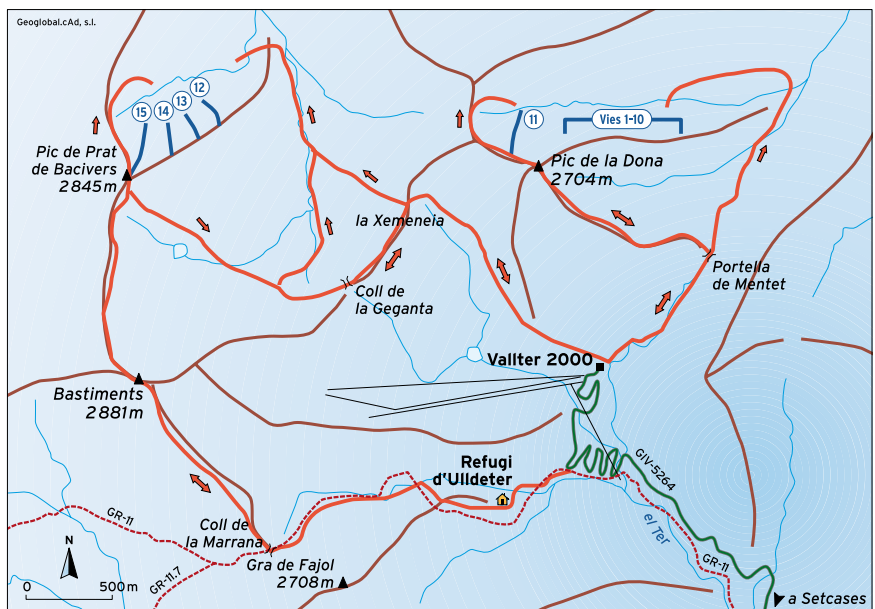 Geoglobal.cAd, s.l.
12
13
14
15
11
Vies 1-10
Pic de Prat
de Bacivers
2845m
Pic de la Dona
2704m
la Xemeneia
Portella
de Mentet
Coll de
la Geganta
Vallter 2000
Bastiments
2881m
Refugi
d'Ulldeter
GIV-5264
GR-11
Coll de
la Marrana
el Ter
GR-11
N
Gra de Fajol
2708m
GR-11.7
0 500m
a Setcases